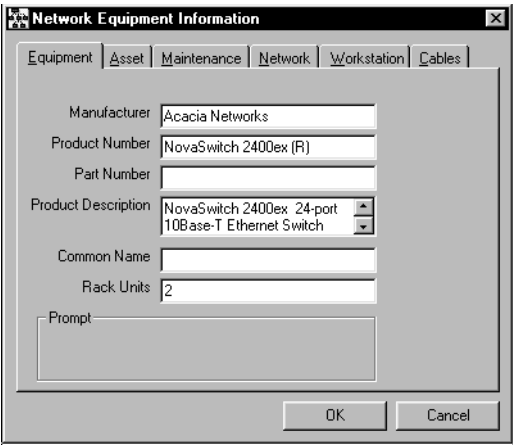 Network Equipment Information
Equipment Asset Maintenance Network Workstation Cables
Manufacturer Acacia Networks
Product Number NovaSwitch 2400ex (R)
Part Number
Product Description NovaSwitch 2400ex 24-port
10Base-T Ethernet Switch
Common Name
Rack Units 2
Prompt
OK Cancel